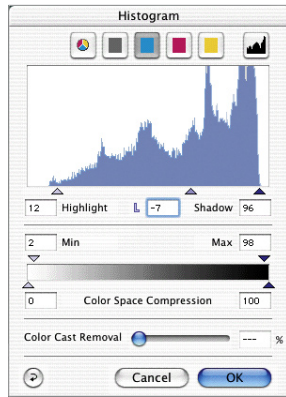 Histogram
12 Highlight L -7 Shadow 96
2 Min Max 98
0 Color Space Compression 100
Color Cast Removal --- %
Cancel OK